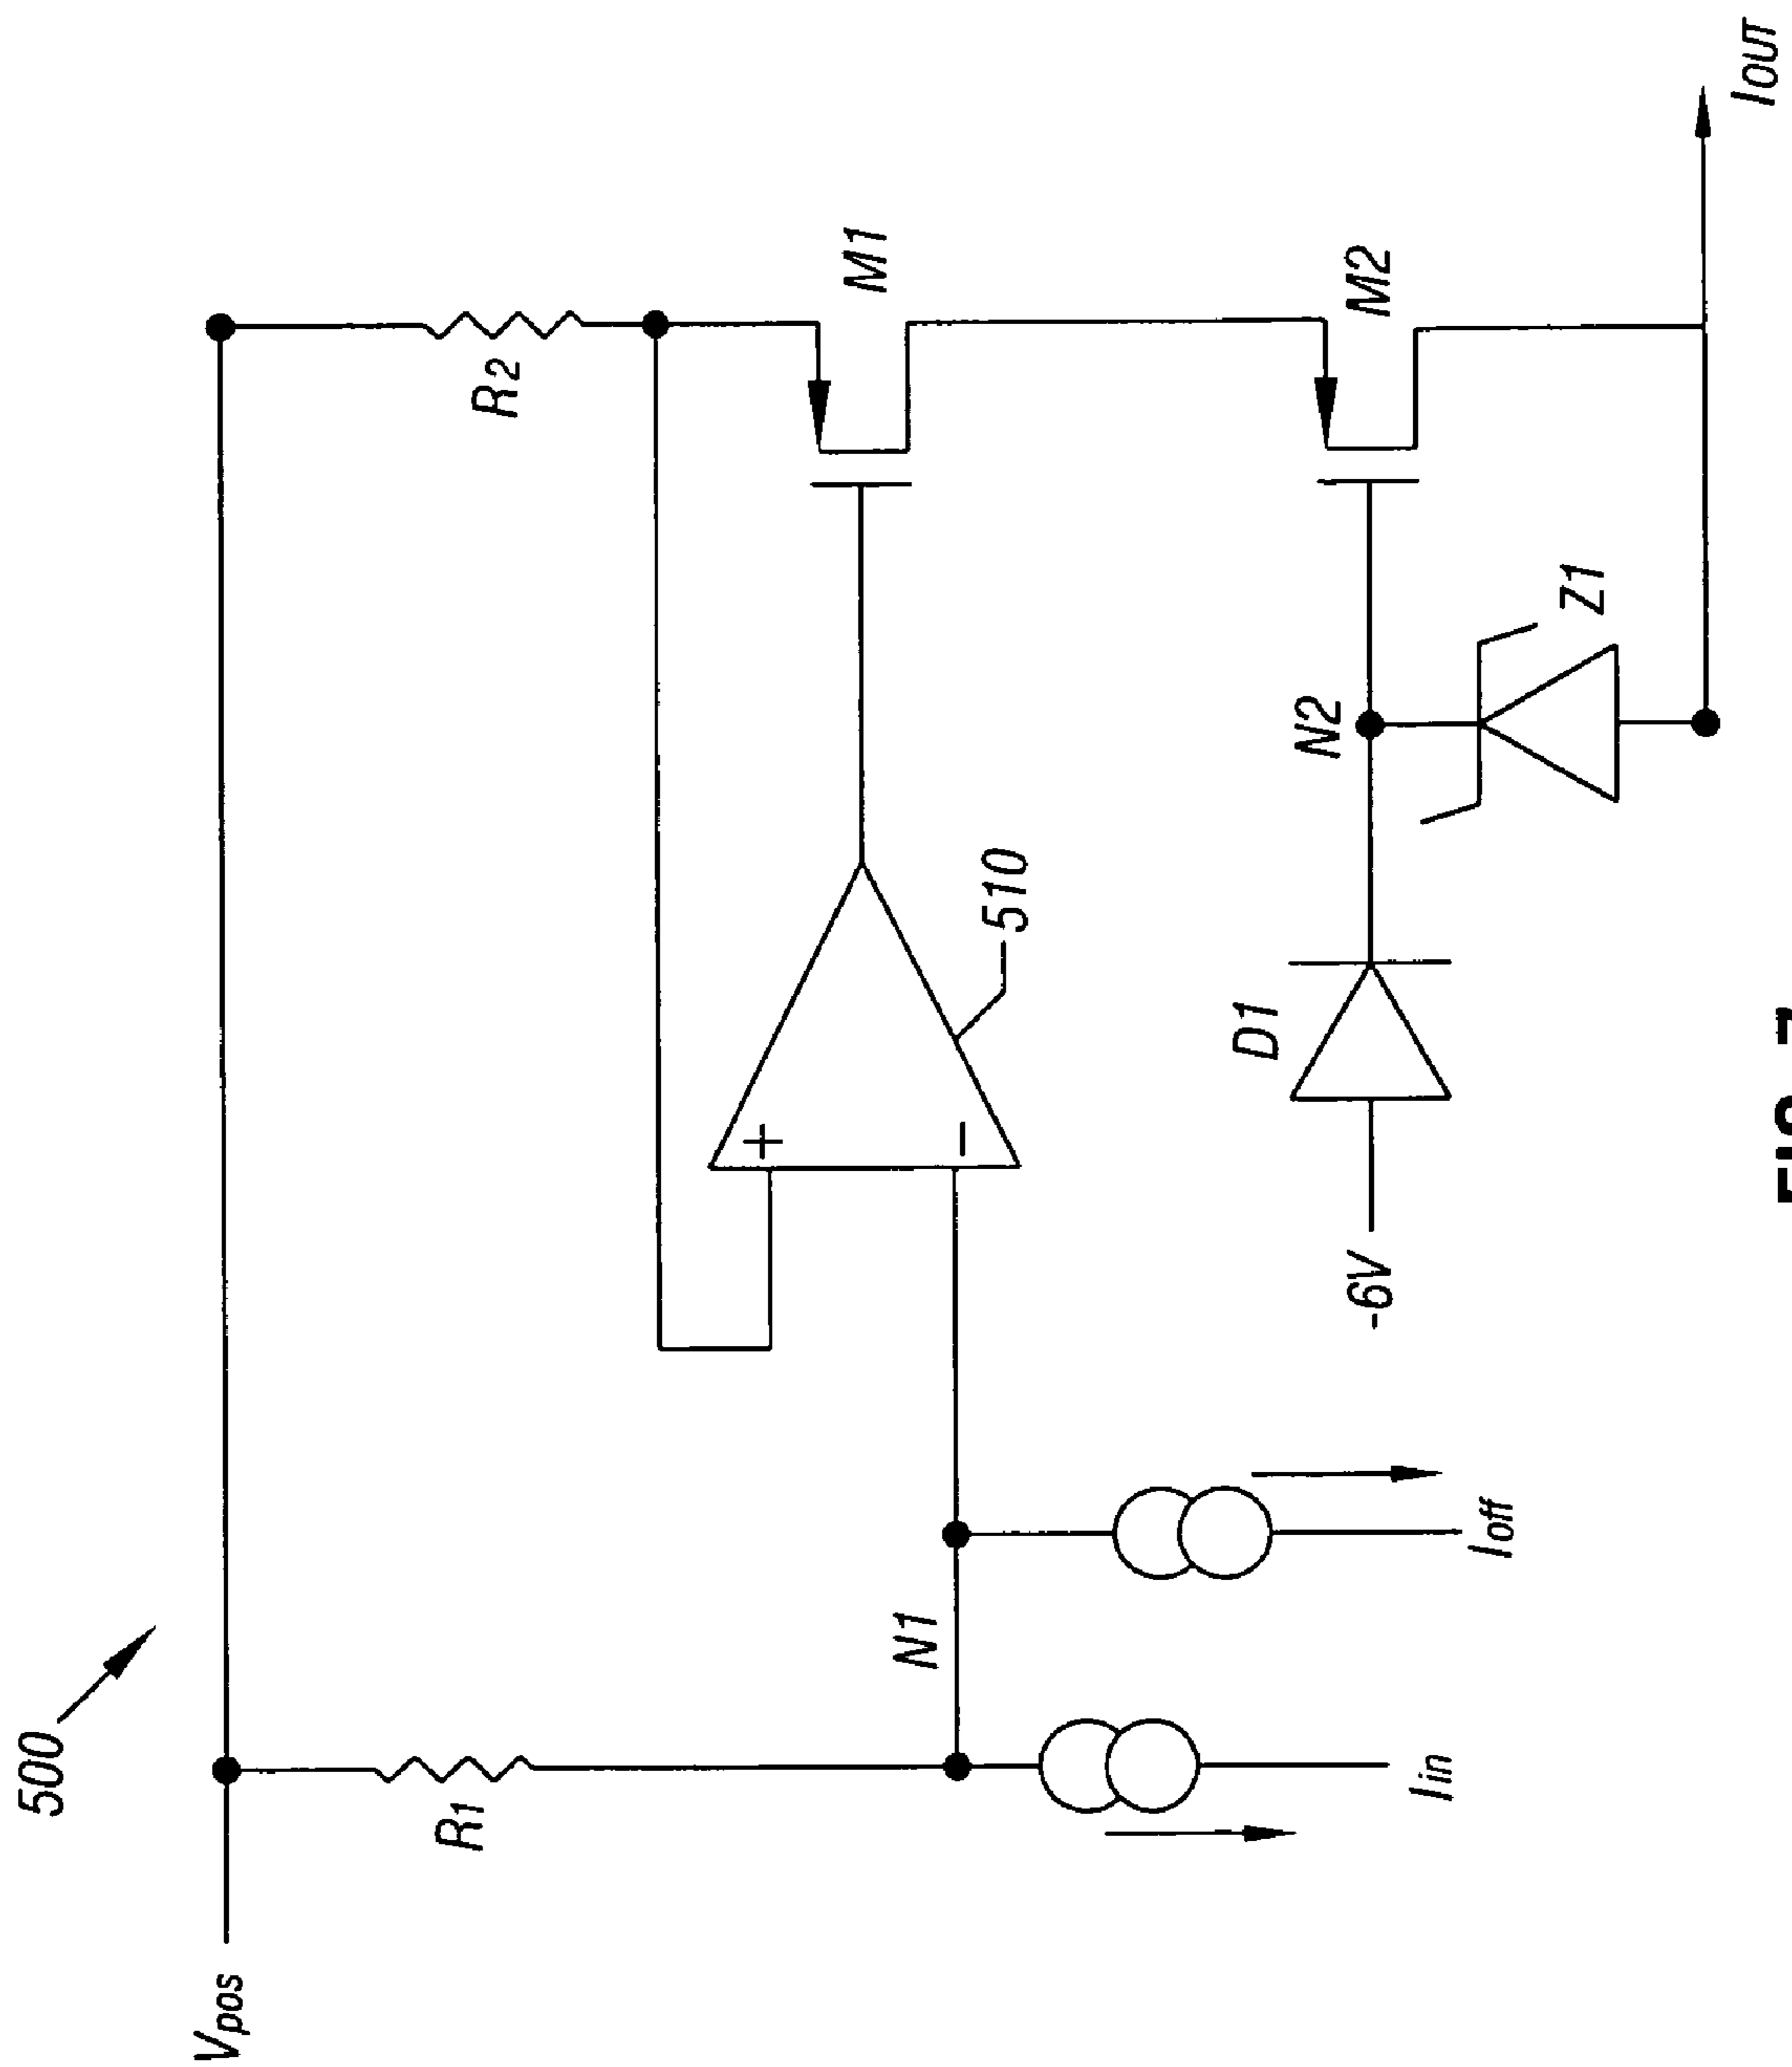 500
Vpos
R1
R2
N1
Iin
Ioff
+
−
510
M1
-6V
D1
N2
Z1
M2
IOUT